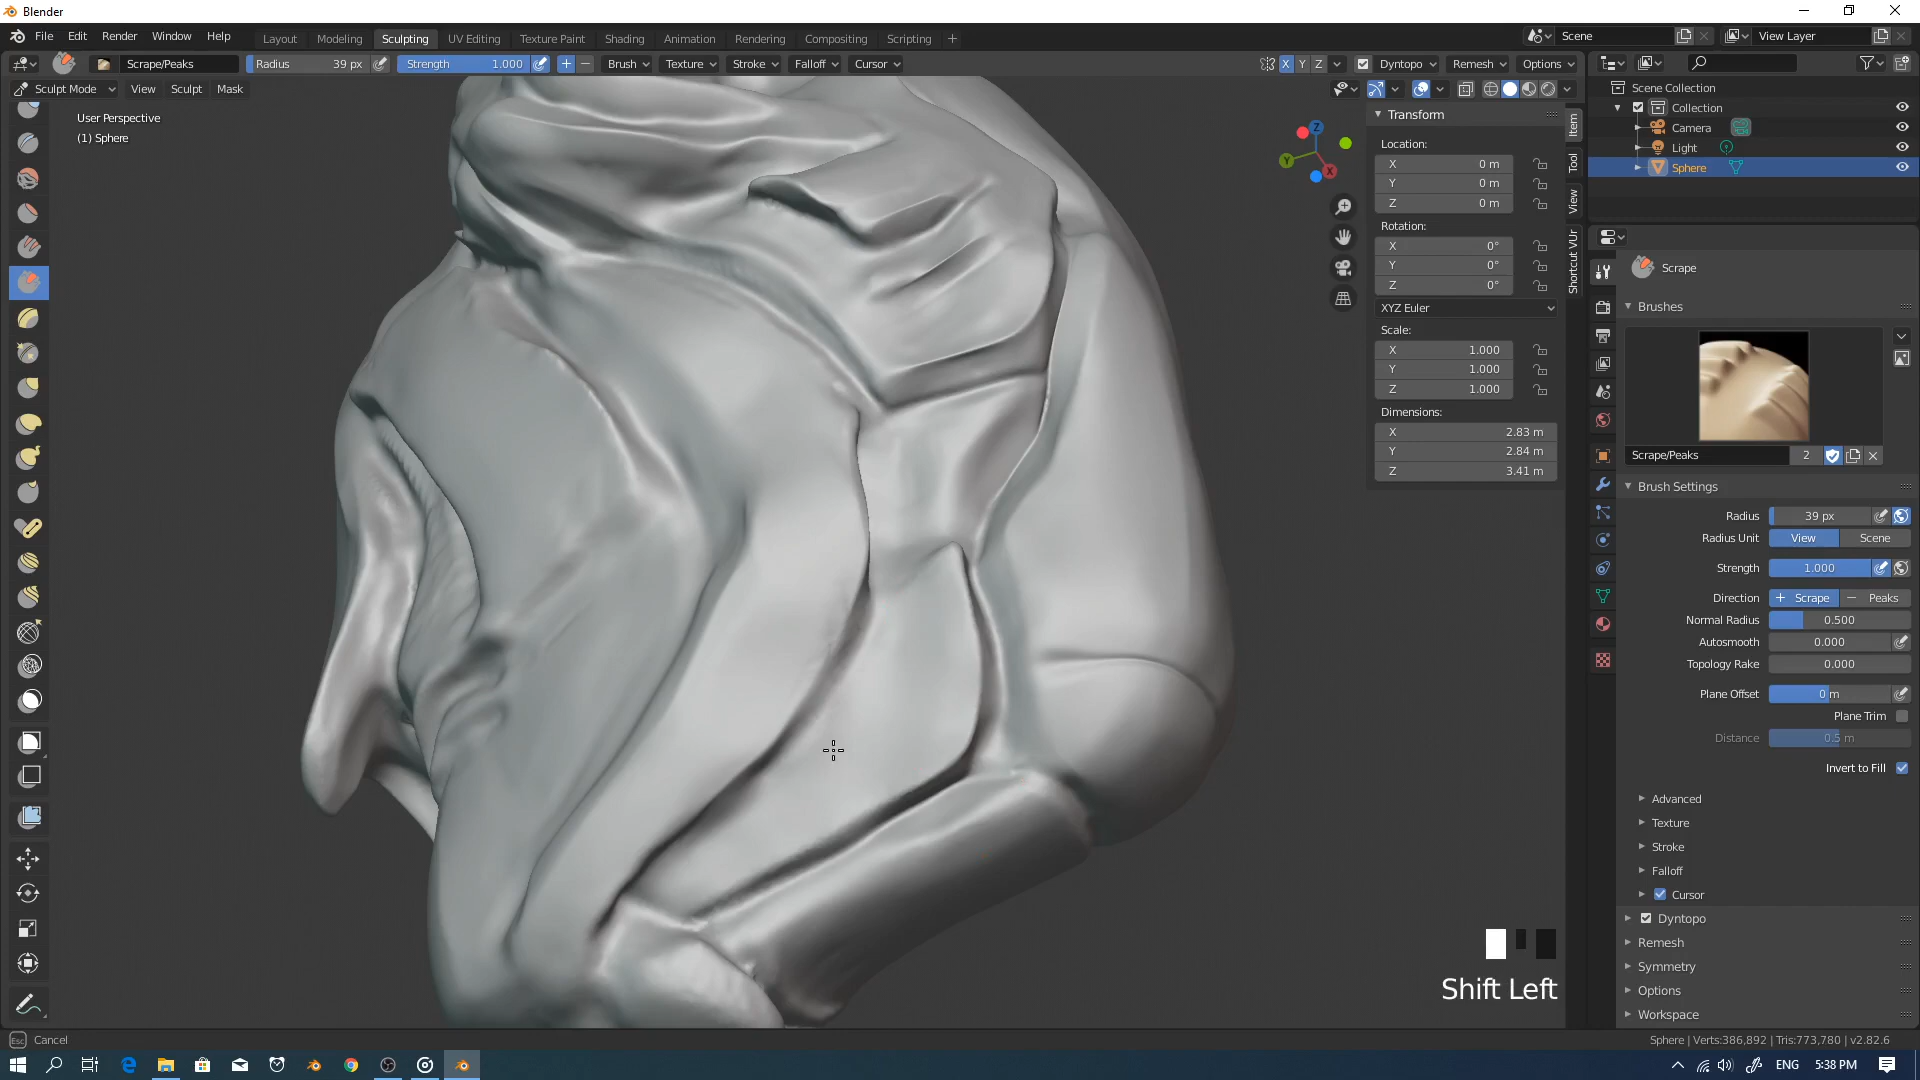 Blender
File Edit Render Window Help Layout Modeling Sculpting UV Editing Texture Paint Shading Animation Rendering Compositing Scripting + Scene View Layer
Scrape/Peaks Radius 39 px Strength 1.000 + − Brush Texture Stroke Falloff Cursor X Y Z Dyntopo Remesh Options
Sculpt Mode View Sculpt Mask
User Perspective
(1) Sphere
Transform
Location:
X 0 m
Y 0 m
Z 0 m
Rotation:
X 0°
Y 0°
Z 0°
XYZ Euler
Scale:
X 1.000
Y 1.000
Z 1.000
Dimensions:
X 2.83 m
Y 2.84 m
Z 3.41 m
Item
Tool
View
Shortcut VUr
Z
Y
X
Scene Collection
Collection
Camera
Light
Sphere
Scrape
Brushes
Scrape/Peaks 2
Brush Settings
Radius 39 px
Radius Unit View Scene
Strength 1.000
Direction + Scrape − Peaks
Normal Radius 0.500
Autosmooth 0.000
Topology Rake 0.000
Plane Offset 0 m
Plane Trim
Distance 0.5 m
Invert to Fill
Advanced
Texture
Stroke
Falloff
Cursor
Dyntopo
Remesh
Symmetry
Options
Workspace
Shift Left
Esc Cancel
Sphere | Verts:386,892 | Tris:773,780 | v2.82.6
ENG 5:38 PM